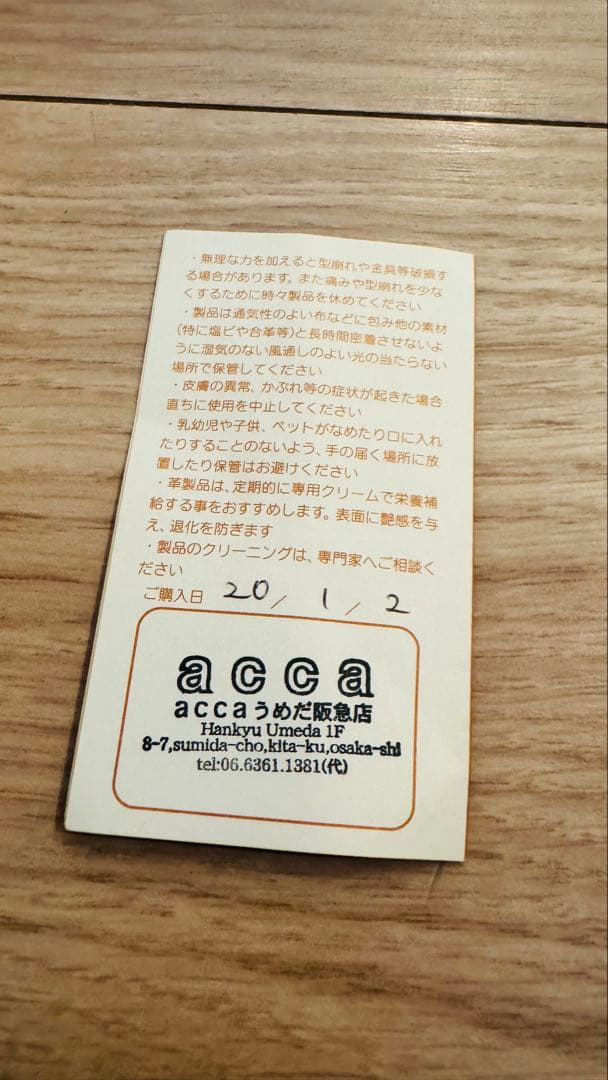 ・無理な力を加えると型崩れや金具等破損す
る場合があります。また痛みや型崩れを少な
くするために時々製品を休めてください
・製品は通気性のよい布などに包み他の素材
(特に塩ビや合革等)と長時間密着させないよ
うに湿気のない風通しのよい光の当たらない
場所で保管してください
・皮膚の異常、かぶれ等の症状が起きた場合
直ちに使用を中止してください
・乳幼児や子供、ペットがなめたり口に入れ
たりすることのないよう、手の届く場所に放
置したり保管はお避けください
・革製品は、定期的に専用クリームで栄養補
給する事をおすすめします。表面に艶感を与
え、退化を防ぎます
・製品のクリーニングは、専門家へご相談く
ださい
ご購入日 20 / 1 / 2
acca
accaうめだ阪急店
Hankyu Umeda 1F
8-7,sumida-cho,kita-ku,osaka-shi
tel:06.6361.1381(代)